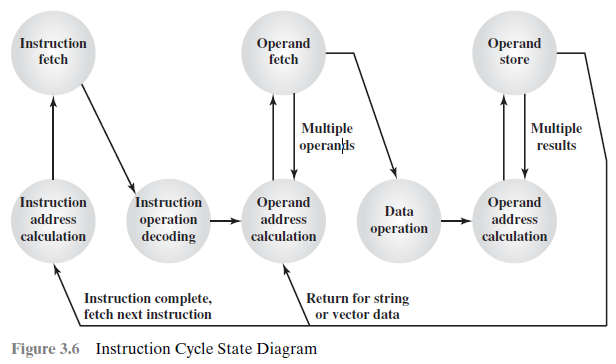 Instruction
fetch
Operand
fetch
Operand
store
Multiple
operands
Multiple
results
Instruction
address
calculation
Instruction
operation
decoding
Operand
address
calculation
Data
operation
Operand
address
calculation
Instruction complete,
fetch next instruction
Return for string
or vector data
Figure 3.6 Instruction Cycle State Diagram